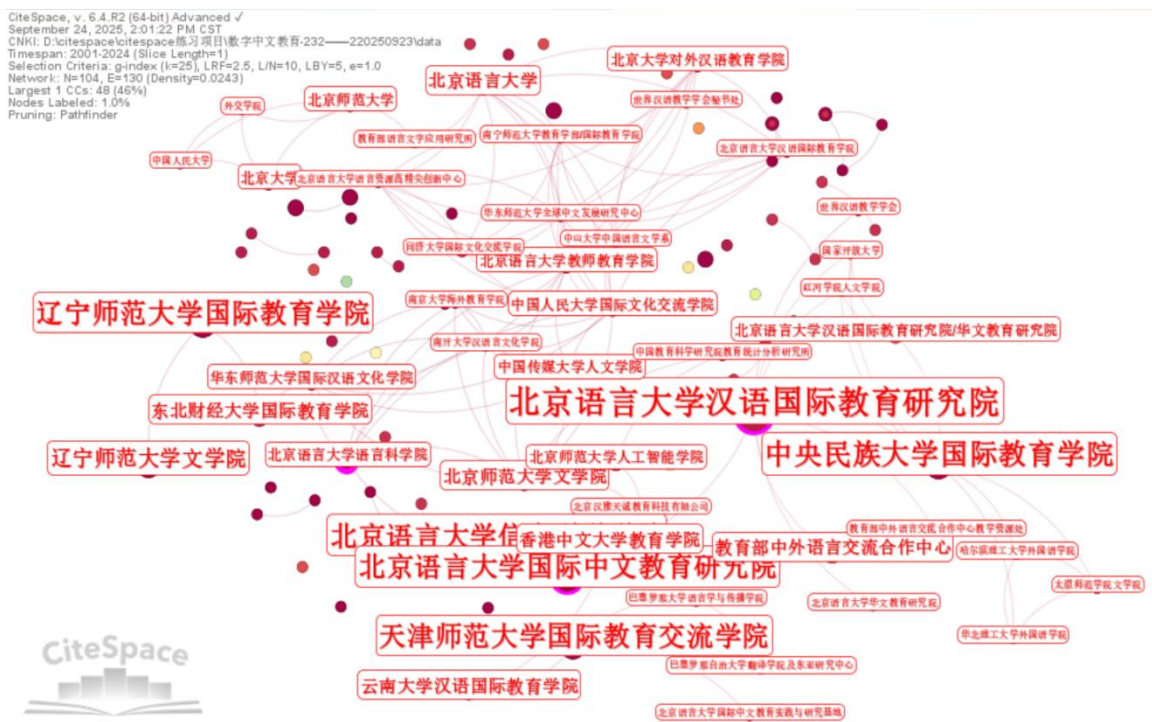 CiteSpace, v. 6.4.R2 (64-bit) Advanced ✓
September 24, 2025, 2:01:22 PM CST
CNKI: D:\citespace\citespace练习项目\数字中文教育-232——220250923\data
Timespan: 2001-2024 (Slice Length=1)
Selection Criteria: g-index (k=25), LRF=2.5, L/N=10, LBY=5, e=1.0
Network: N=104, E=130 (Density=0.0243)
Largest 1 CCs: 48 (46%)
Nodes Labeled: 1.0%
Pruning: Pathfinder
北京大学对外汉语教育学院
北京语言大学
北京师范大学
世界汉语教学学会秘书处
外交学院
教育部语言文字应用研究所
南宁师范大学教育学部/国际教育学院
北京语言大学汉语国际教育学院
中国人民大学
北京大学
北京语言大学语言资源高精尖创新中心
华东师范大学全球中文发展研究中心
世界汉语教学学会
中山大学中国语言文学系
同济大学国际文化交流学院
国家开放大学
北京语言大学教师教育学院
红河学院人文学院
南京大学海外教育学院
中国人民大学国际文化交流学院
辽宁师范大学国际教育学院
北京语言大学汉语国际教育研究院/华文教育研究院
南开大学汉语言文化学院
中国教育科学研究院教育统计分析研究所
中国传媒大学人文学院
华东师范大学国际汉语文化学院
北京语言大学汉语国际教育研究院
东北财经大学国际教育学院
中央民族大学国际教育学院
北京语言大学语言科学院
辽宁师范大学文学院
北京师范大学人工智能学院
北京师范大学文学院
北京汉雅天诚教育科技有限公司
教育部中外语言交流合作中心教学资源处
北京语言大学信
香港中文大学教育学院
教育部中外语言交流合作中心
哈尔滨理工大学外国语学院
北京语言大学国际中文教育研究院
太原师范学院文学院
巴塞罗那大学语言学与传播学院
北京语言大学华文教育研究院
天津师范大学国际教育交流学院
华北理工大学外国语学院
巴塞罗那自治大学翻译学院及东亚研究中心
云南大学汉语国际教育学院
北京语言大学国际中文教育实践与研究基地
CiteSpace